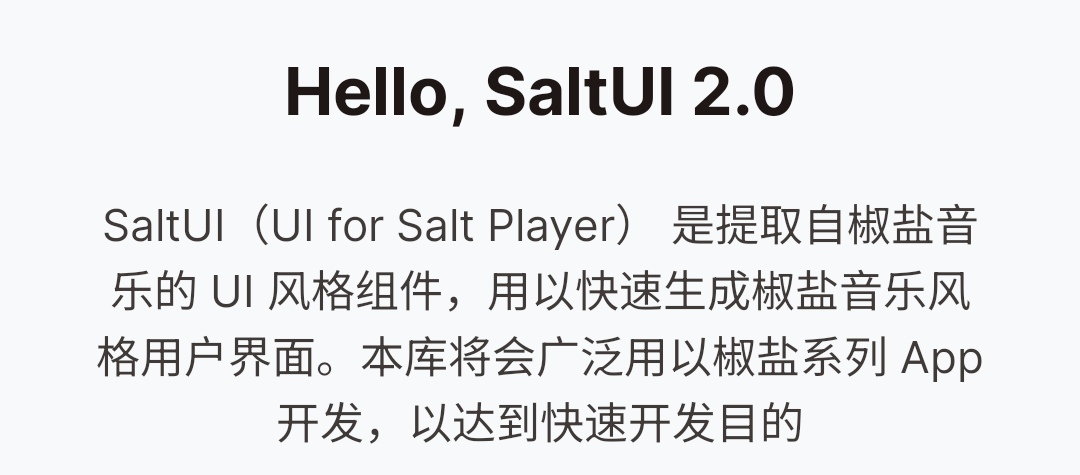 Hello, SaltUI 2.0
SaltUI（UI for Salt Player） 是提取自椒盐音
乐的 UI 风格组件，用以快速生成椒盐音乐风
格用户界面。本库将会广泛用以椒盐系列 App
开发，以达到快速开发目的